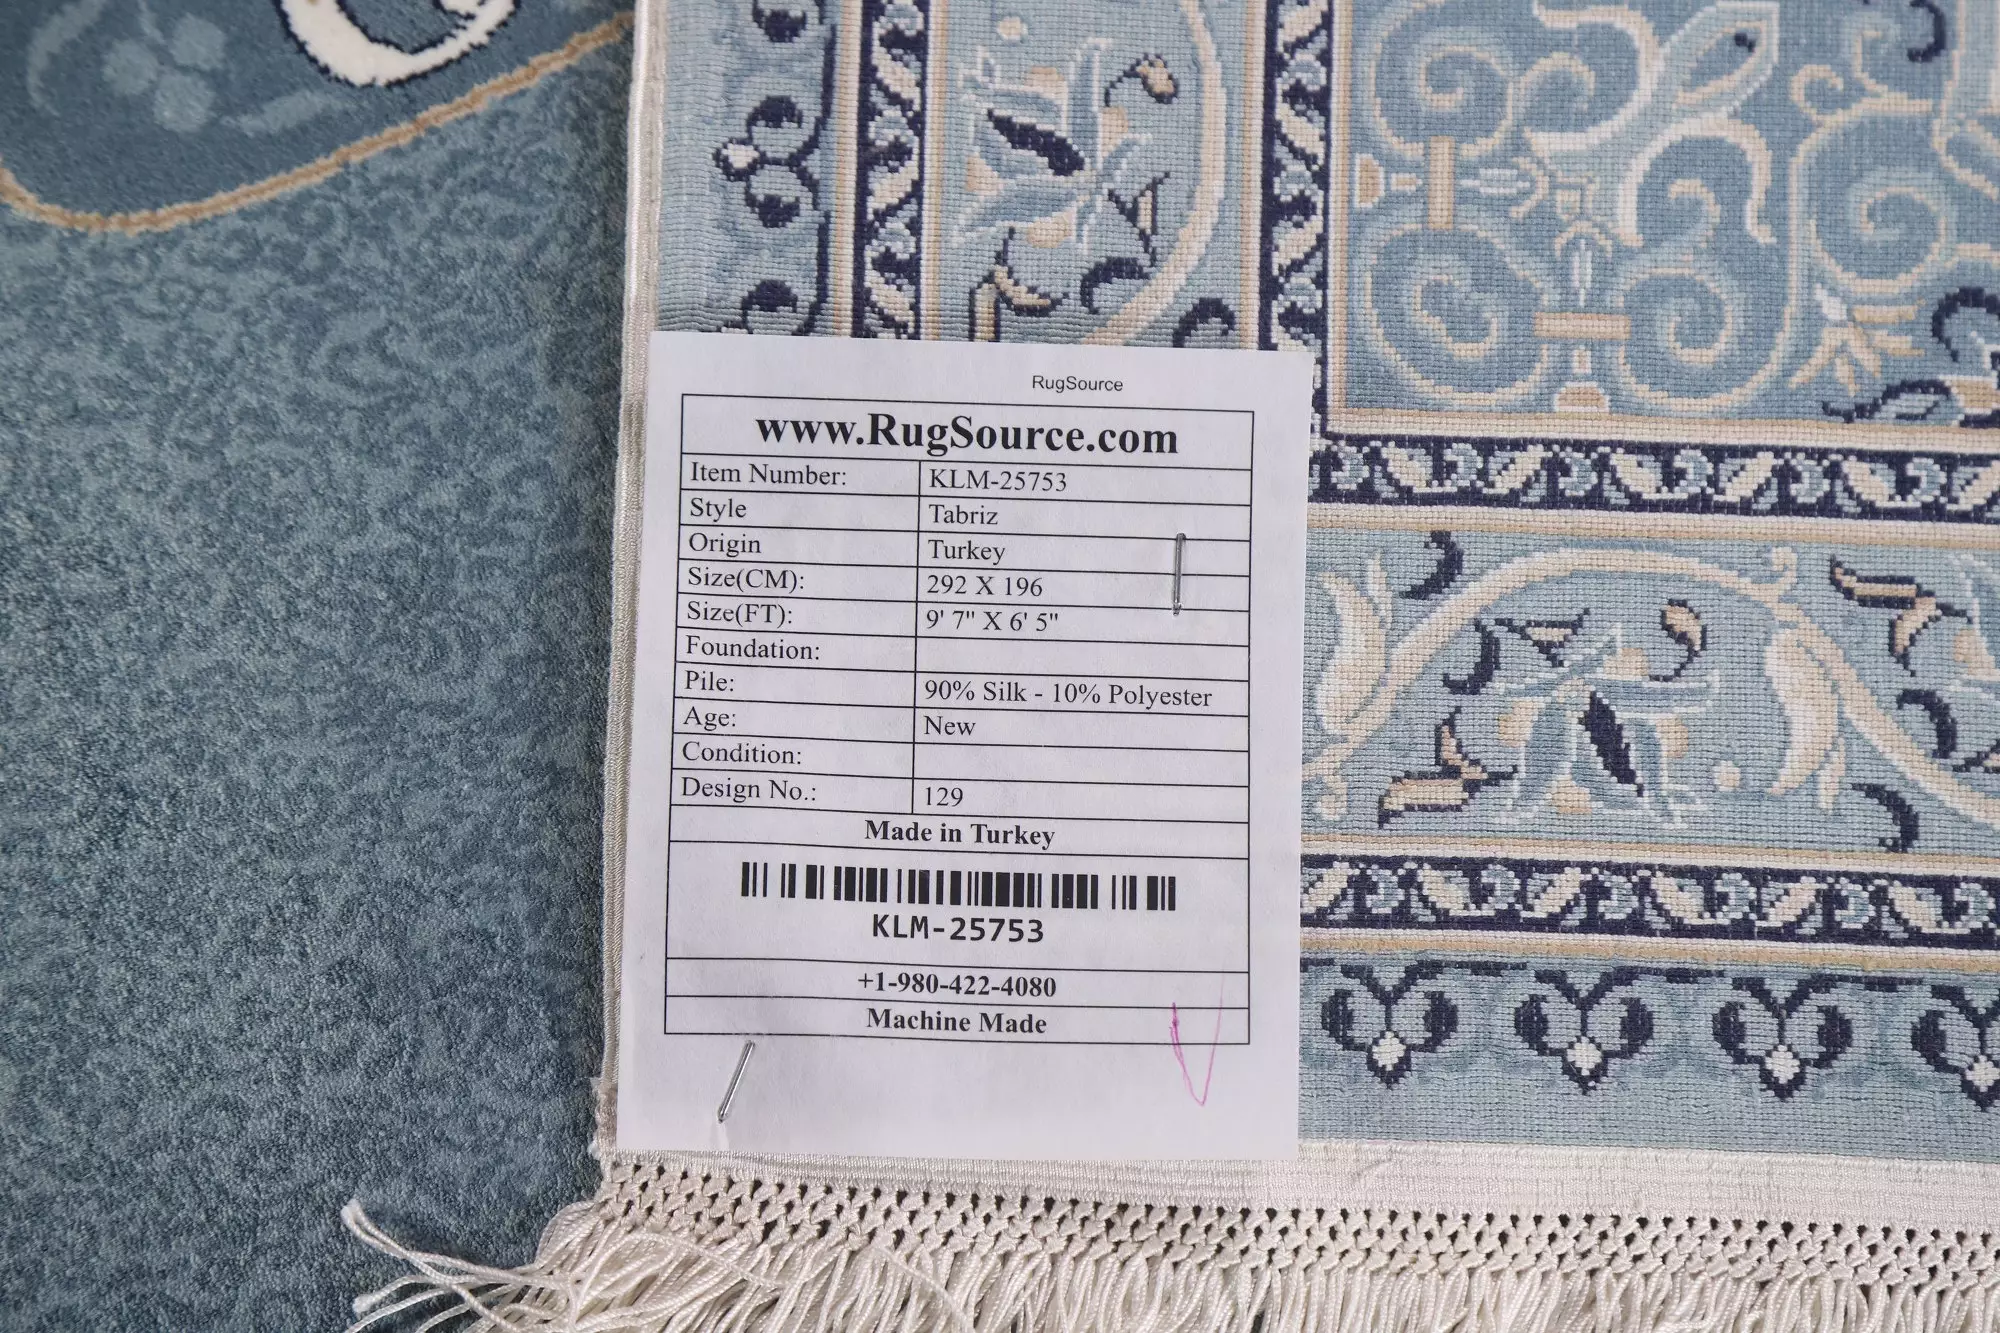 RugSource
www.RugSource.com
Item Number: KLM-25753
Style Tabriz
Origin Turkey
Size(CM): 292 X 196
Size(FT): 9' 7" X 6' 5"
Foundation:
Pile: 90% Silk - 10% Polyester
Age: New
Condition:
Design No.: 129
Made in Turkey
KLM-25753
+1-980-422-4080
Machine Made